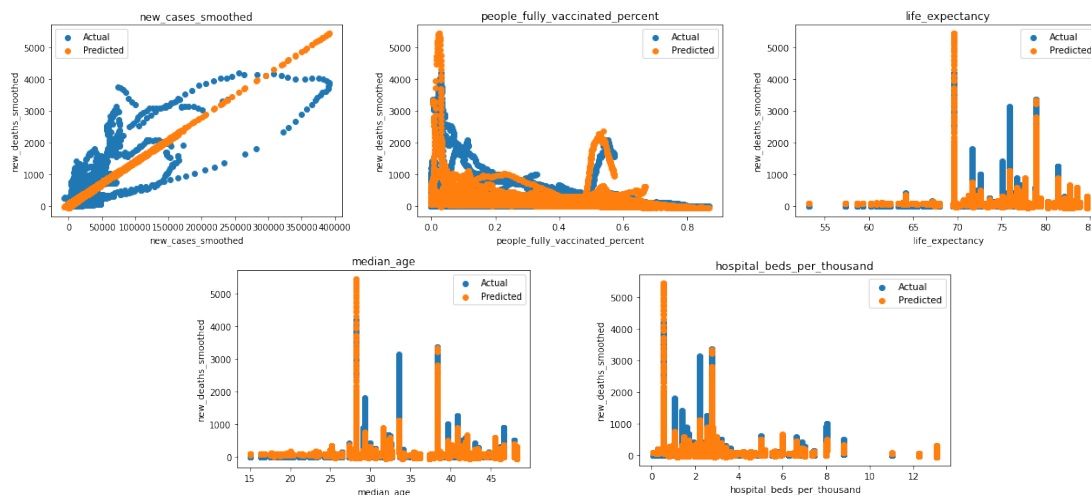 new_cases_smoothed
Actual
Predicted
new_deaths_smoothed
5000
4000
3000
2000
1000
0
0 50000 100000 150000 200000 250000 300000 350000 400000
new_cases_smoothed
people_fully_vaccinated_percent
Actual
Predicted
new_deaths_smoothed
5000
4000
3000
2000
1000
0
0.0 0.2 0.4 0.6 0.8
people_fully_vaccinated_percent
life_expectancy
Actual
Predicted
new_deaths_smoothed
5000
4000
3000
2000
1000
0
55 60 65 70 75 80 85
life_expectancy
median_age
Actual
Predicted
new_deaths_smoothed
5000
4000
3000
2000
1000
0
15 20 25 30 35 40 45
median_age
hospital_beds_per_thousand
Actual
Predicted
new_deaths_smoothed
5000
4000
3000
2000
1000
0
0 2 4 6 8 10 12
hospital_beds_per_thousand